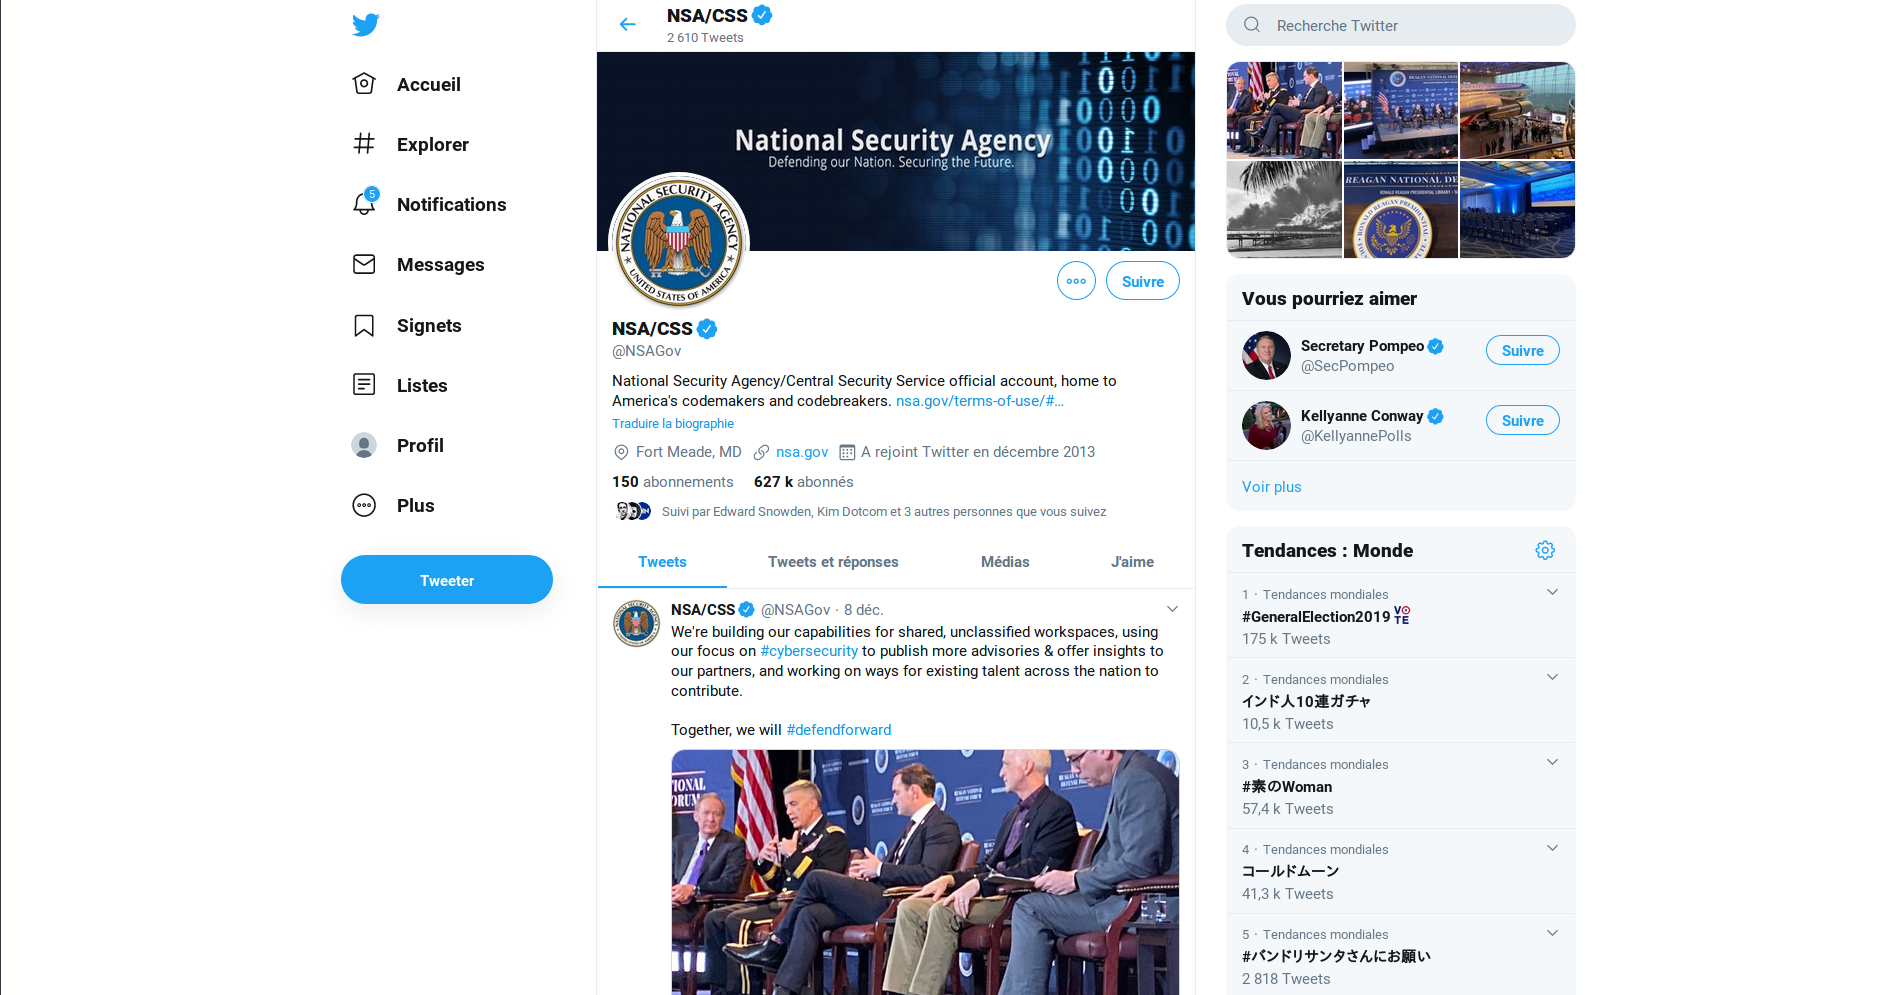 Accueil
Explorer
5
Notifications
Messages
Signets
Listes
Profil
Plus
Tweeter
NSA/CSS
2 610 Tweets
National Security Agency
Defending our Nation. Securing the Future.
NATIONAL SECURITY AGENCY
UNITED STATES OF AMERICA
Suivre
NSA/CSS
@NSAGov
National Security Agency/Central Security Service official account, home to
America's codemakers and codebreakers. nsa.gov/terms-of-use/#…
Traduire la biographie
Fort Meade, MD nsa.gov A rejoint Twitter en décembre 2013
150 abonnements 627 k abonnés
Suivi par Edward Snowden, Kim Dotcom et 3 autres personnes que vous suivez
Tweets Tweets et réponses Médias J'aime
NSA/CSS @NSAGov · 8 déc.
We're building our capabilities for shared, unclassified workspaces, using
our focus on #cybersecurity to publish more advisories & offer insights to
our partners, and working on ways for existing talent across the nation to
contribute.
Together, we will #defendforward
Recherche Twitter
REAGAN NATIONAL DE
Vous pourriez aimer
Secretary Pompeo
@SecPompeo
Suivre
Kellyanne Conway
@KellyannePolls
Suivre
Voir plus
Tendances : Monde
1 · Tendances mondiales
#GeneralElection2019 VOTE
175 k Tweets
2 · Tendances mondiales
インド人10連ガチャ
10,5 k Tweets
3 · Tendances mondiales
#素のWoman
57,4 k Tweets
4 · Tendances mondiales
コールドムーン
41,3 k Tweets
5 · Tendances mondiales
#バンドリサンタさんにお願い
2 818 Tweets